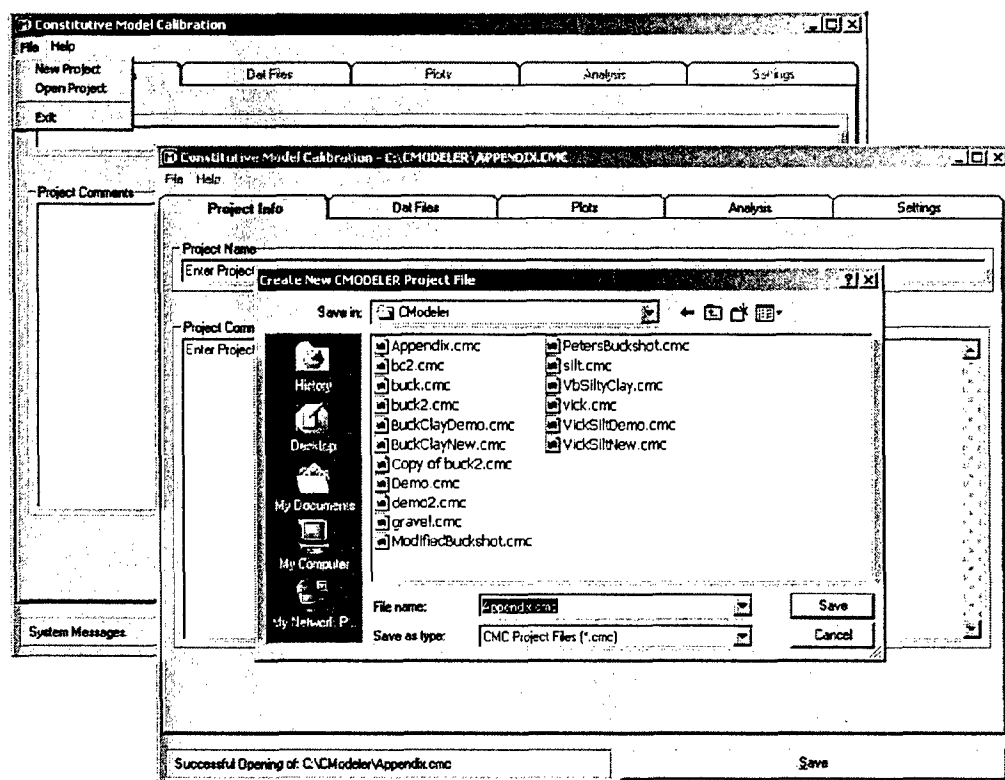 Constitutive Model Calibration
File Help
New Project
Open Project
Exit
Dat Files
Plots
Analysis
Settings
Project Comments
System Messages
Constitutive Model Calibration - C:\CMODELER\APPENDIX.CMC
File Help
Project Info
Dat Files
Plots
Analysis
Settings
Project Name
Enter Project
Project Comm
Enter Project
Create New CMODELER Project File
Save in:
CModeler
History
Desktop
My Documents
My Computer
My Network P...
Appendix.cmc
bc2.cmc
buck.cmc
buck2.cmc
BuckClayDemo.cmc
BuckClayNew.cmc
Copy of buck2.cmc
Demo.cmc
demo2.cmc
gravel.cmc
ModifiedBuckshot.cmc
PetersBuckshot.cmc
silt.cmc
VbSiltyClay.cmc
vick.cmc
VickSiltDemo.cmc
VickSiltNew.cmc
File name:
Appendix.cmc
Save
Save as type:
CMC Project Files (*.cmc)
Cancel
Successful Opening of: C:\CModeler\Appendix.cmc
Save